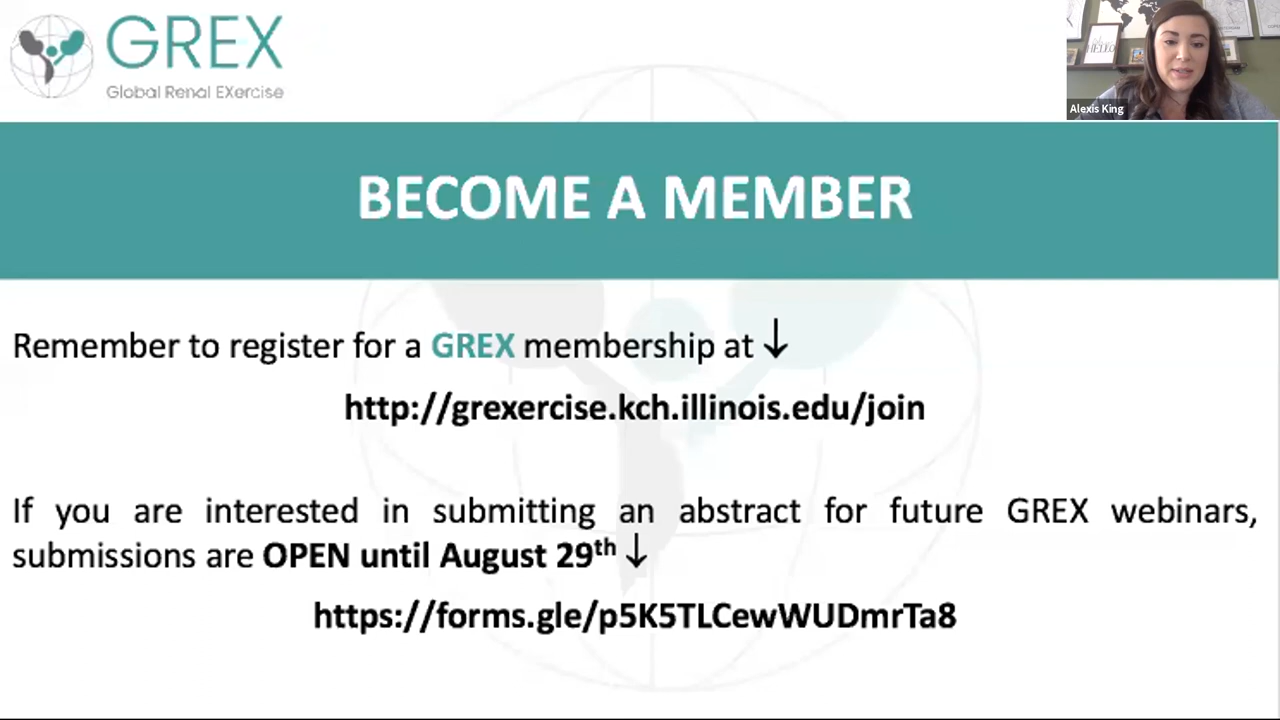 GREX
Global Renal EXercise
HELLO
Alexis King
BECOME A MEMBER
Remember to register for a GREX membership at ↓
http://grexercise.kch.illinois.edu/join
If you are interested in submitting an abstract for future GREX webinars,
submissions are OPEN until August 29th ↓
https://forms.gle/p5K5TLCewWUDmrTa8